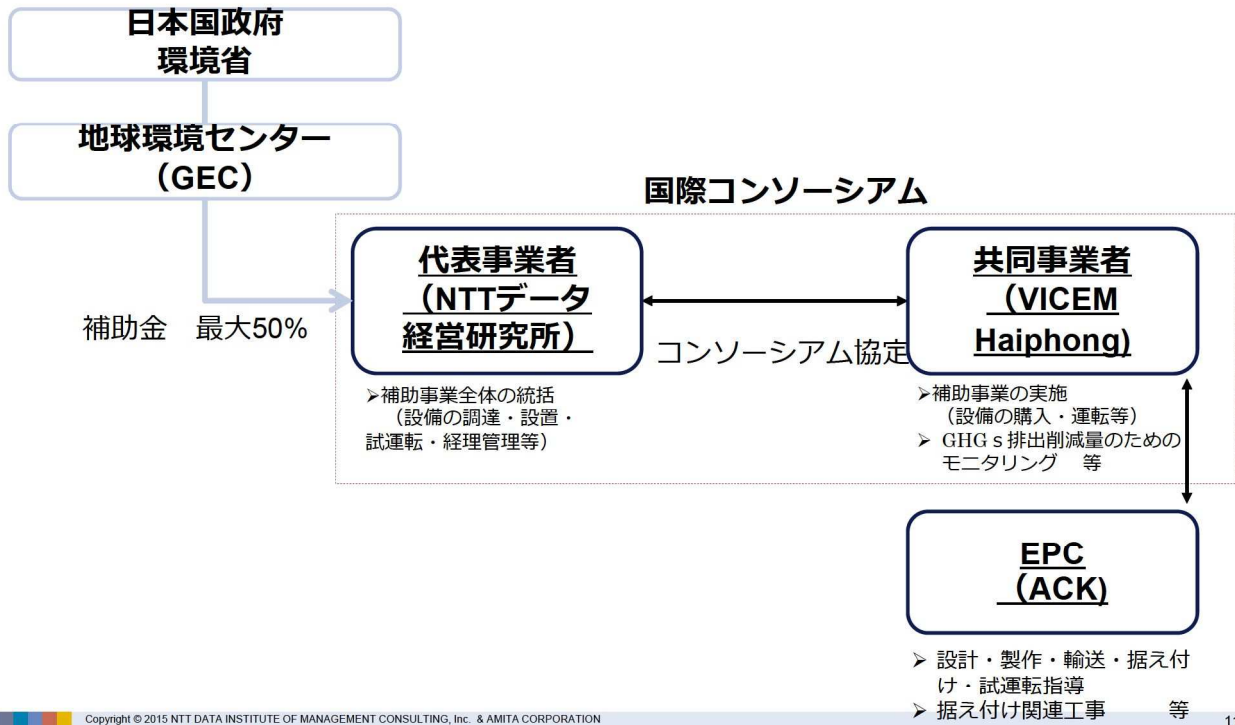 日本国政府
環境省
地球環境センター
（GEC）
補助金　最大50%
国際コンソーシアム
代表事業者
（NTTデータ
経営研究所）
➢補助事業全体の統括
（設備の調達・設置・
試運転・経理管理等）
コンソーシアム協定
共同事業者
（VICEM
Haiphong)
➢補助事業の実施
（設備の購入・運転等）
➢ GHGｓ排出削減量のための
モニタリング　等
EPC
（ACK)
➢ 設計・製作・輸送・据え付
け・試運転指導
➢ 据え付け関連工事　　等
Copyright © 2015 NTT DATA INSTITUTE OF MANAGEMENT CONSULTING, Inc. & AMITA CORPORATION